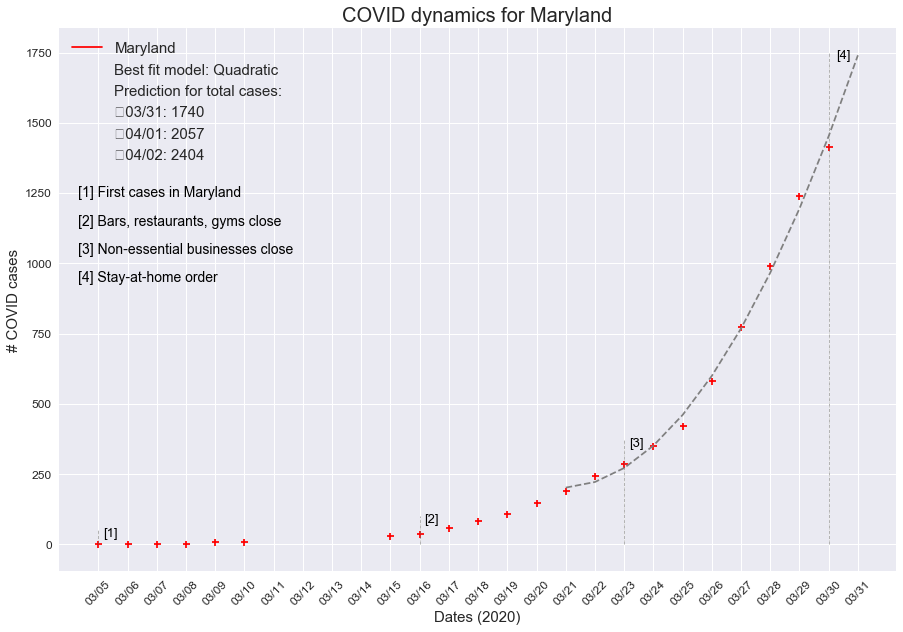 COVID dynamics for Maryland
Maryland
Best fit model: Quadratic
Prediction for total cases:
03/31: 1740
04/01: 2057
04/02: 2404
[1] First cases in Maryland
[2] Bars, restaurants, gyms close
[3] Non-essential businesses close
[4] Stay-at-home order
# COVID cases
1750
1500
1250
1000
750
500
250
0
[1]
[2]
[3]
[4]
03/05 03/06 03/07 03/08 03/09 03/10 03/11 03/12 03/13 03/14 03/15 03/16 03/17 03/18 03/19 03/20 03/21 03/22 03/23 03/24 03/25 03/26 03/27 03/28 03/29 03/30 03/31
Dates (2020)